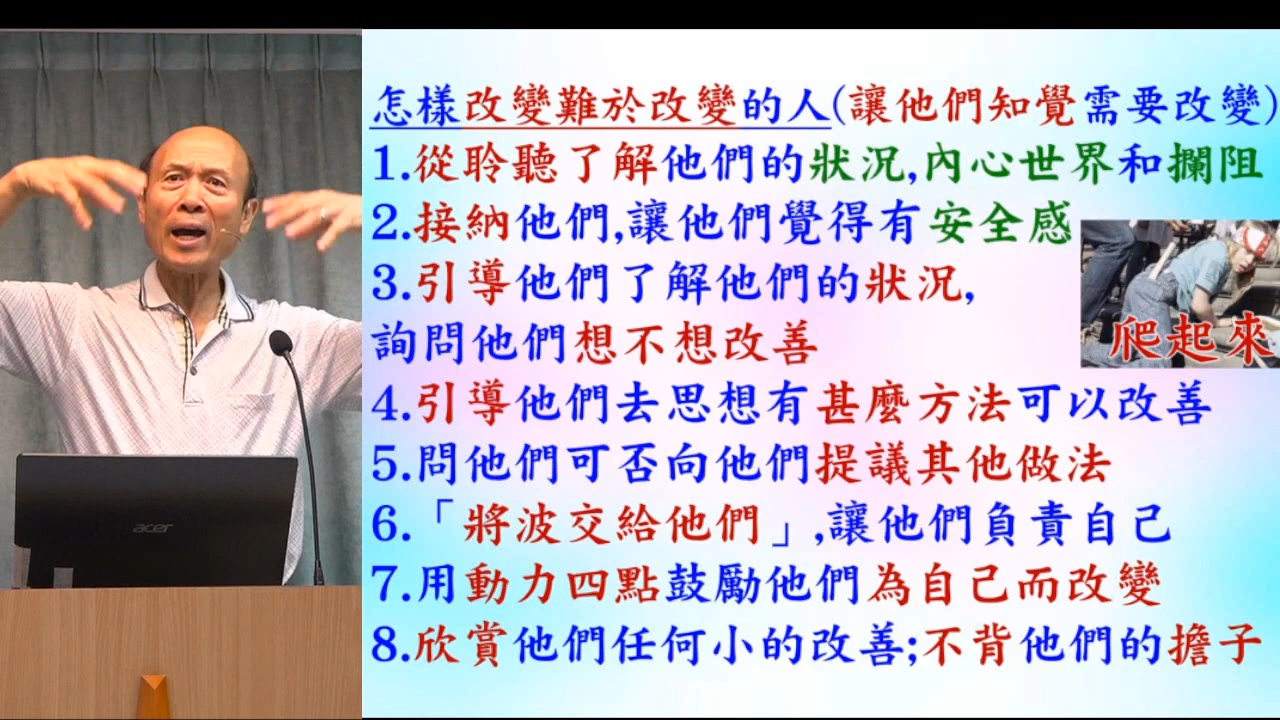 怎樣改變難於改變的人(讓他們知覺需要改變)
1.從聆聽了解他們的狀況,內心世界和攔阻
2.接納他們,讓他們覺得有安全感
3.引導他們了解他們的狀況,
詢問他們想不想改善
爬起來
4.引導他們去思想有甚麼方法可以改善
5.問他們可否向他們提議其他做法
6.「將波交給他們」,讓他們負責自己
7.用動力四點鼓勵他們為自己而改變
8.欣賞他們任何小的改善;不背他們的擔子
acer